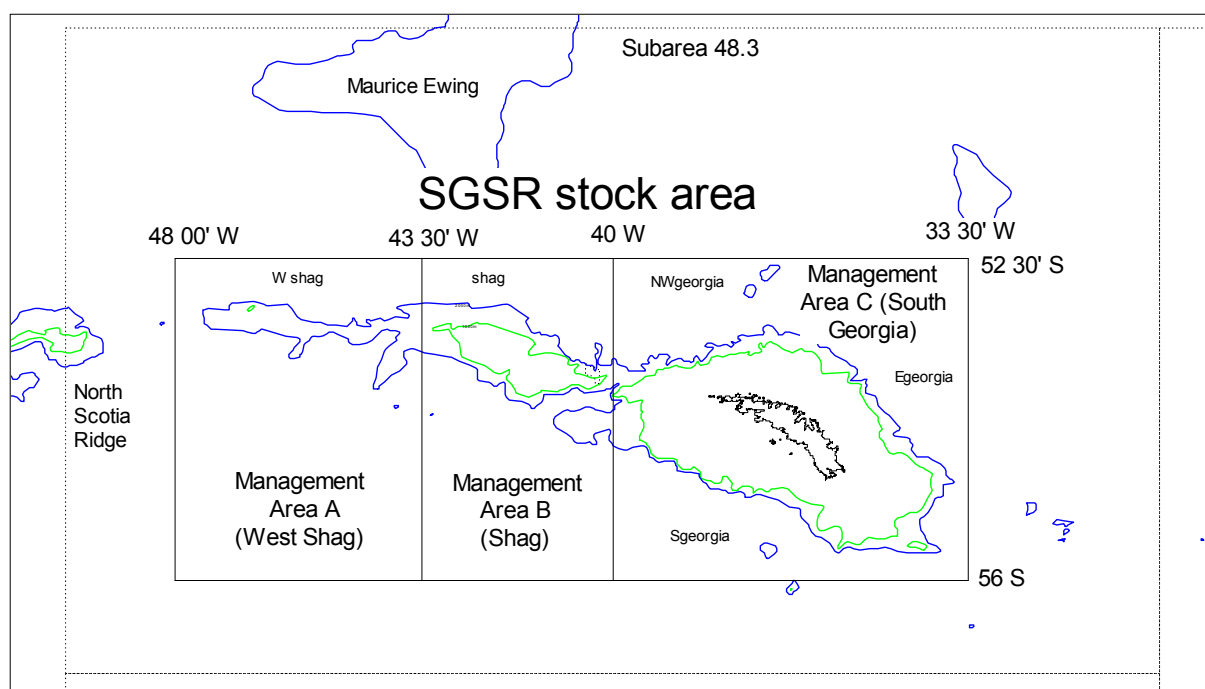 Subarea 48.3
Maurice Ewing
SGSR stock area
48 00' W
43 30' W
40 W
33 30' W
52 30' S
W shag
shag
NWgeorgia
Management
Area C (South
Georgia)
Egeorgia
North
Scotia
Ridge
Management
Area A
(West Shag)
Management
Area B
(Shag)
Sgeorgia
56 S